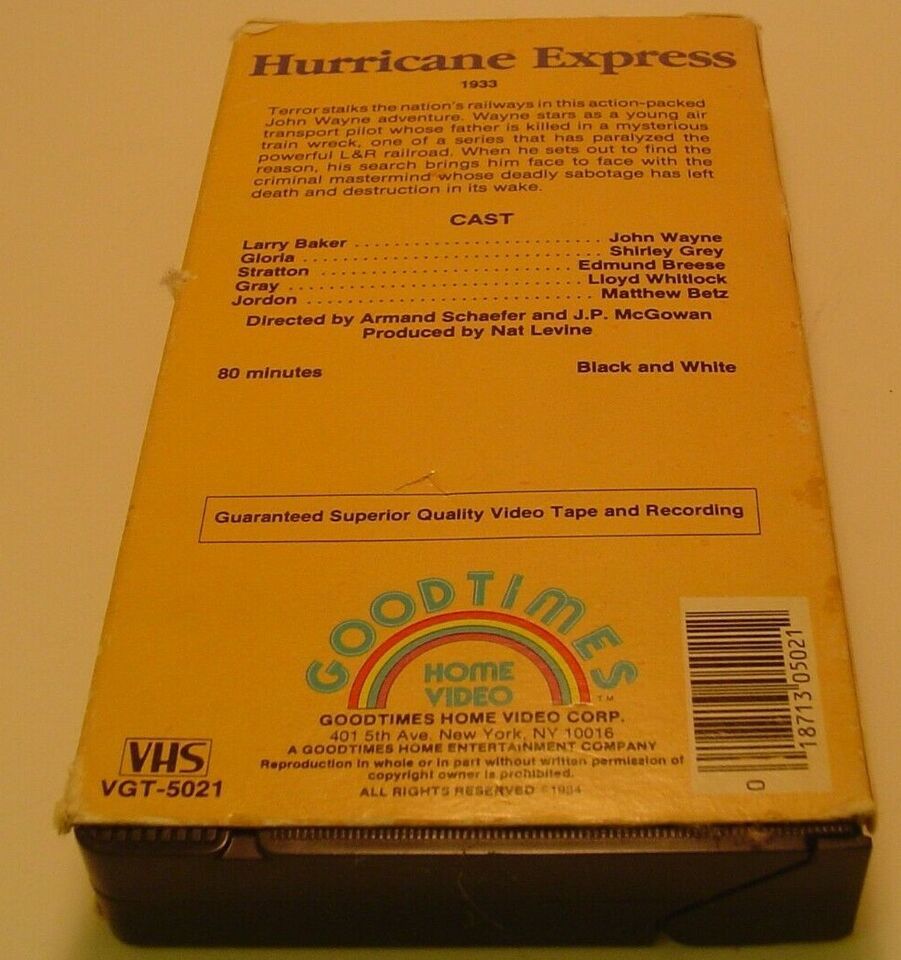 Hurricane Express
1933
Terror stalks the nation's railways in this action-packed
John Wayne adventure. Wayne stars as a young air
transport pilot whose father is killed in a mysterious
train wreck, one of a series that has paralyzed the
powerful L&R railroad. When he sets out to find the
reason, his search brings him face to face with the
criminal mastermind whose deadly sabotage has left
death and destruction in its wake.
CAST
Larry Baker ........................... John Wayne
Gloria ................................ Shirley Grey
Stratton ............................ Edmund Breese
Gray ................................ Lloyd Whitlock
Jordon ............................... Matthew Betz
Directed by Armand Schaefer and J.P. McGowan
Produced by Nat Levine
80 minutes Black and White
Guaranteed Superior Quality Video Tape and Recording
GOODTIMES
HOME
VIDEO
TM
GOODTIMES HOME VIDEO CORP.
401 5th Ave. New York, NY 10016
A GOODTIMES HOME ENTERTAINMENT COMPANY
Reproduction in whole or in part without written permission of
copyright owner is prohibited.
ALL RIGHTS RESERVED ©1984
VHS
VGT-5021
0 18713 05021